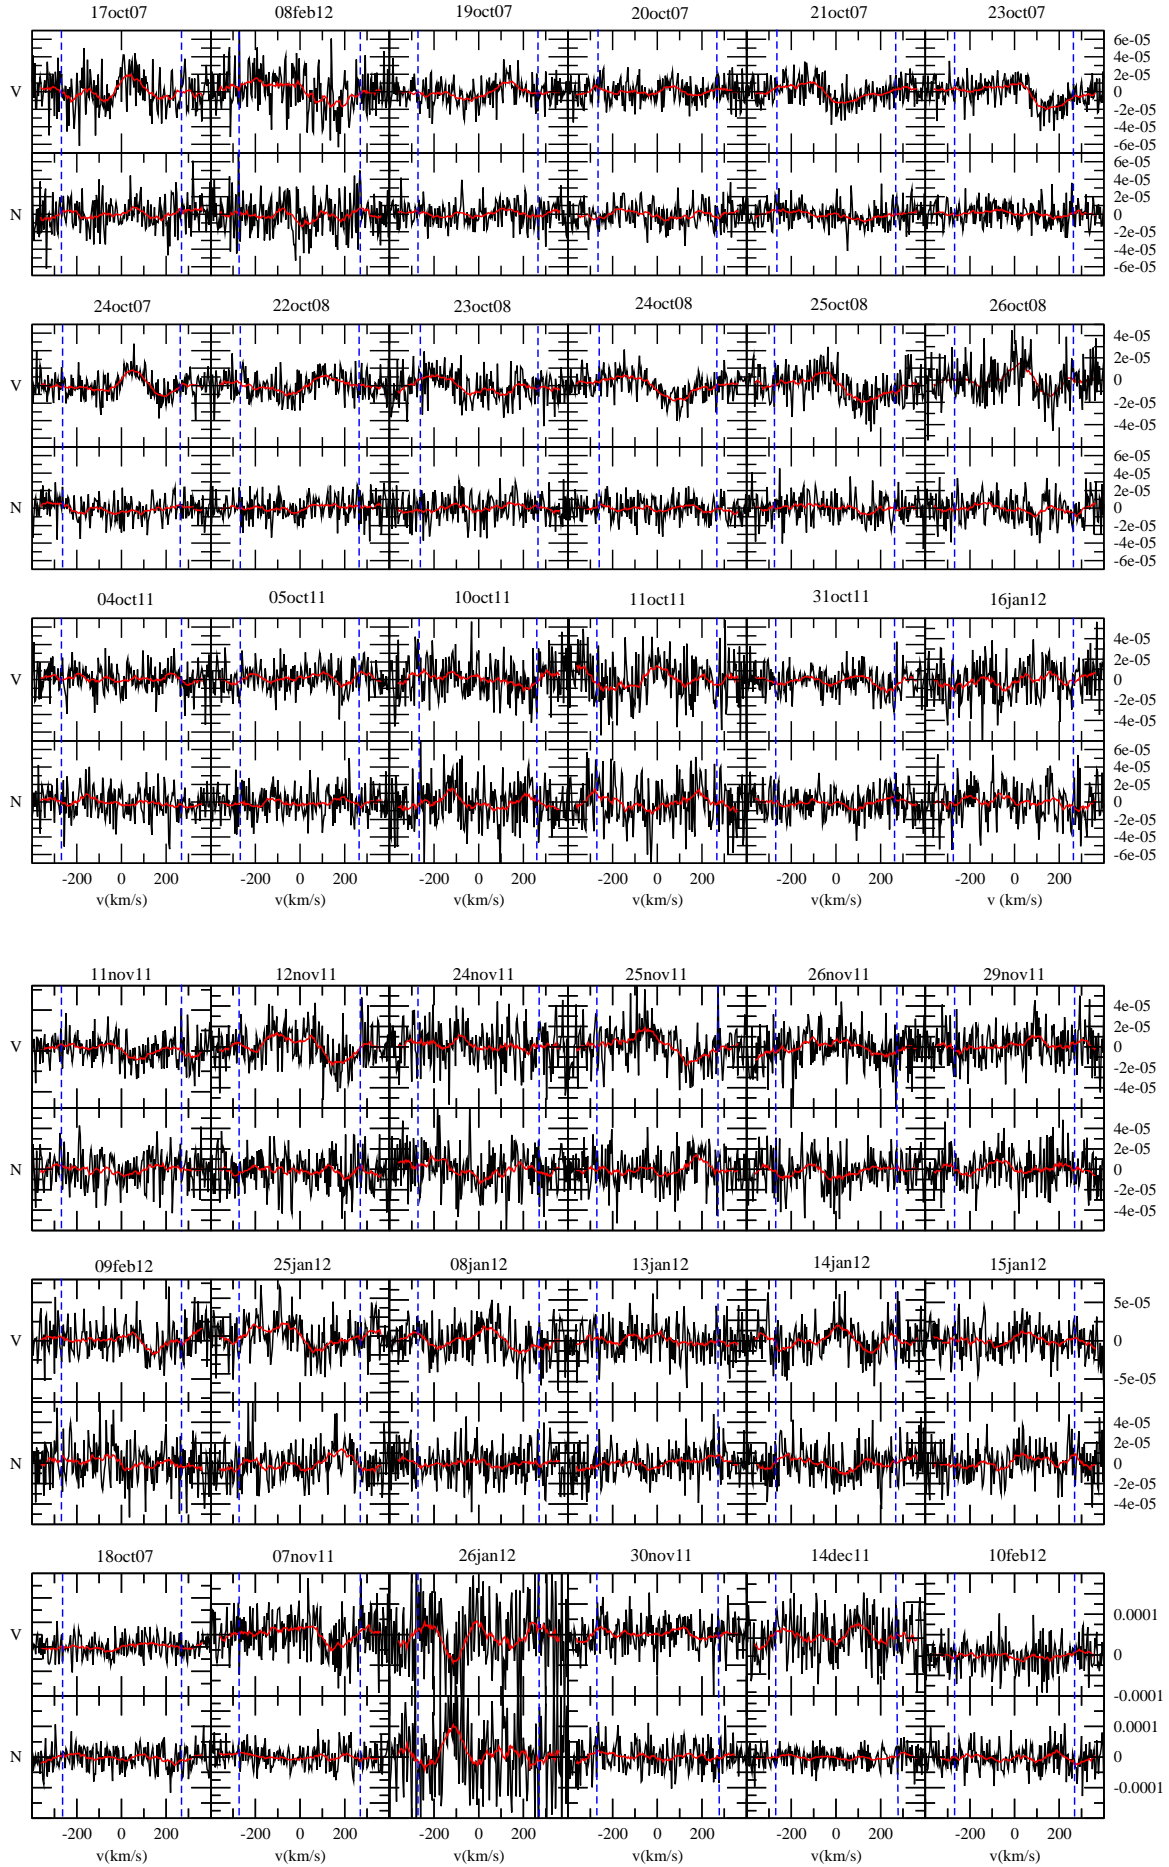 17oct07 08feb12 19oct07 20oct07 21oct07 23oct07
6e-05
4e-05
2e-05
V 0
-2e-05
-4e-05
-6e-05
6e-05
4e-05
2e-05
N 0
-2e-05
-4e-05
-6e-05
24oct07 22oct08 23oct08 24oct08 25oct08 26oct08
4e-05
2e-05
V 0
-2e-05
-4e-05
6e-05
4e-05
2e-05
N 0
-2e-05
-4e-05
-6e-05
04oct11 05oct11 10oct11 11oct11 31oct11 16jan12
4e-05
2e-05
V 0
-2e-05
-4e-05
6e-05
4e-05
2e-05
N 0
-2e-05
-4e-05
-6e-05
-200 0 200 -200 0 200 -200 0 200 -200 0 200 -200 0 200 -200 0 200
v(km/s) v(km/s) v(km/s) v(km/s) v(km/s) v (km/s)
11nov11 12nov11 24nov11 25nov11 26nov11 29nov11
4e-05
2e-05
V 0
-2e-05
-4e-05
4e-05
2e-05
N 0
-2e-05
-4e-05
09feb12 25jan12 08jan12 13jan12 14jan12 15jan12
5e-05
V 0
-5e-05
4e-05
2e-05
N 0
-2e-05
-4e-05
18oct07 07nov11 26jan12 30nov11 14dec11 10feb12
0.0001
V 0
-0.0001
0.0001
N 0
-0.0001
-200 0 200 -200 0 200 -200 0 200 -200 0 200 -200 0 200 -200 0 200
v(km/s) v(km/s) v(km/s) v(km/s) v(km/s) v(km/s)